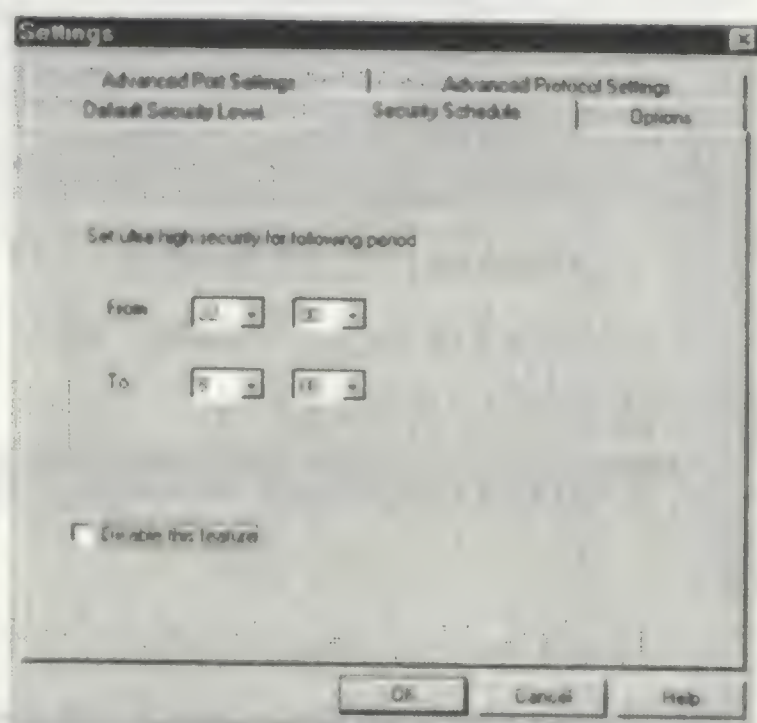 Settings
Advanced Port Settings Advanced Protocol Settings
Default Security Level Security Schedule Options
Set ultra high security for following period
From
To
this feature
OK Cancel Help